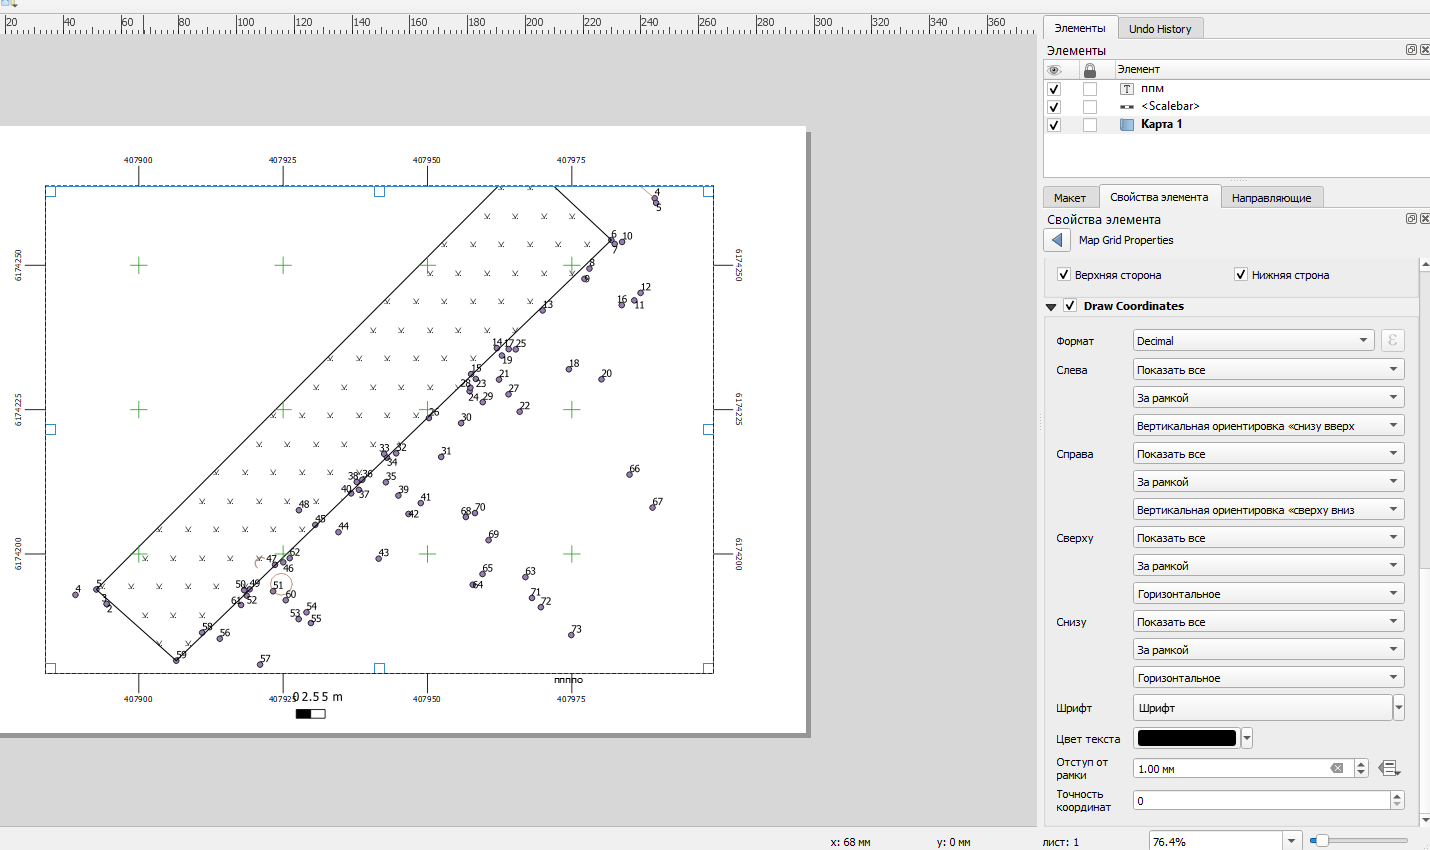 20 40 60 80 100 120 140 160 180 200 220 240 260 280 300 320 340 360
Элементы Undo History
Элементы
Элемент
ппм
<Scalebar>
Карта 1
Макет Свойства элемента Направляющие
Свойства элемента
Map Grid Properties
Верхняя сторона Нижняя строна
Draw Coordinates
Формат Decimal ε
Слева Показать все
За рамкой
Вертикальная ориентировка «снизу вверх
Справа Показать все
За рамкой
Вертикальная ориентировка «сверху вниз
Сверху Показать все
За рамкой
Горизонтальное
Снизу Показать все
За рамкой
Горизонтальное
Шрифт Шрифт
Цвет текста
Отступ от
рамки
1.00 мм
Точность
координат
0
407900 407925 407950 407975
6174250 6174250
6174225 6174225
6174200 6174200
4
5
6 10
7
8
9
12
16 11
13
14 17 25
19
18
15 21 20
28 23
24 29 27
22
26 30
33 32 31
34
38 36 35 66
40 37 39
41
48 42 68 70 67
45 44
69
47 62 43
46
65 63
5 50 49 51 64
4 3 61 52 60 71
2 54 72
53 55
58 56 73
59 57
ппппо
407900 407925 407950 407975
0 2.5 5 m
x: 68 мм y: 0 мм лист: 1 76.4%